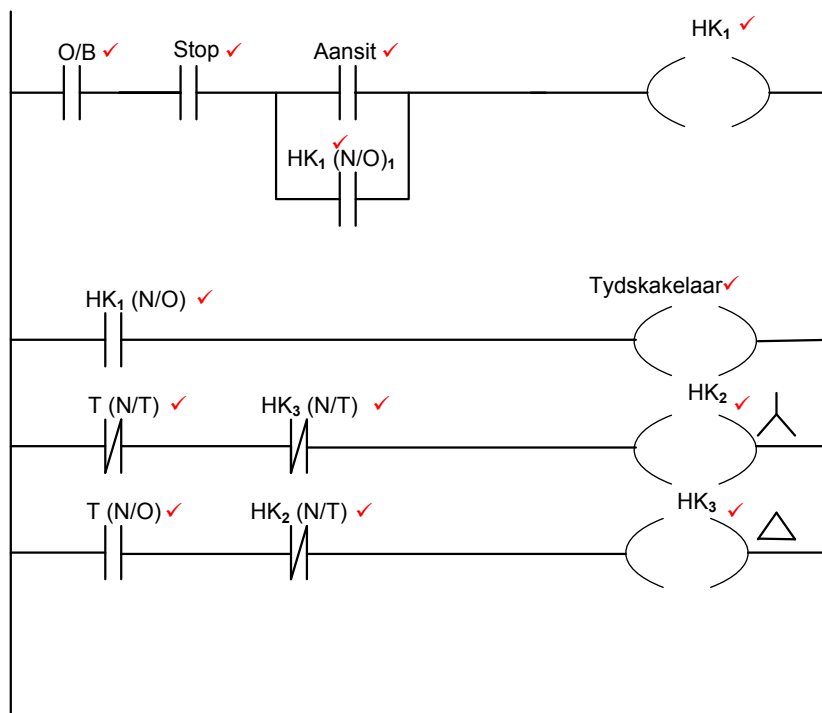 O/B ✓ Stop ✓ Aansit ✓ HK₁ ✓
HK₁ (N/O)₁ ✓
HK₁ (N/O) ✓ Tydskakelaar ✓
T (N/T) ✓ HK₃ (N/T) ✓ HK₂ ✓
T (N/O) ✓ HK₂ (N/T) ✓ HK₃ ✓